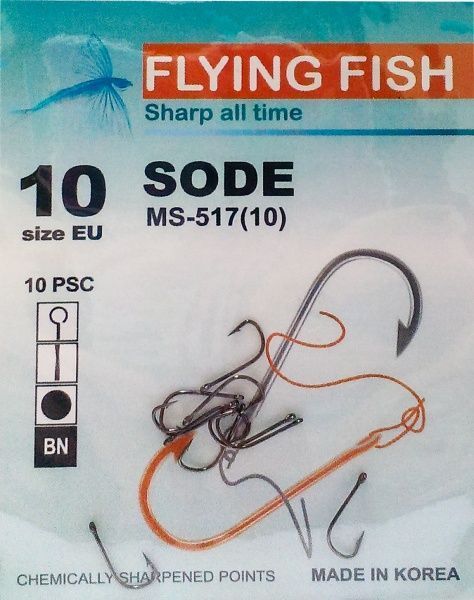 FLYING FISH
Sharp all time
10
size EU
SODE
MS-517(10)
10 PSC
BN
CHEMICALLY SHARPENED POINTS
MADE IN KOREA